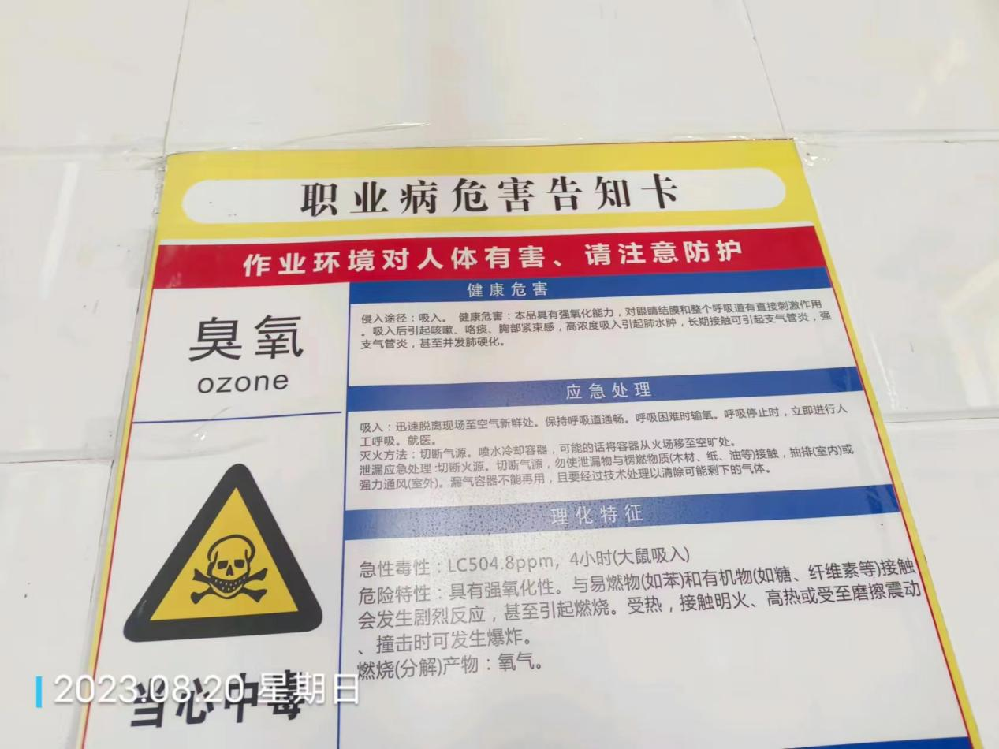 职业病危害告知卡
作业环境对人体有害、请注意防护
臭氧
ozone
健康危害
侵入途径：吸入。 健康危害：本品具有强氧化能力，对眼睛结膜和整个呼吸道有直接刺激作用
。吸入后引起咳嗽、咯痰、胸部紧束感，高浓度吸入引起肺水肿，长期接触可引起支气管炎，强
支气管炎，甚至并发肺硬化。
应急处理
吸入：迅速脱离现场至空气新鲜处。保持呼吸道通畅。呼吸困难时输氧。呼吸停止时，立即进行人
工呼吸。就医。
灭火方法：切断气源。喷水冷却容器，可能的话将容器从火场移至空旷处。
泄漏应急处理:切断火源。切断气源，勿使泄漏物与楞燃物质(木材、纸、油等)接触，抽排(室内)或
强力通风(室外)。漏气容器不能再用，且要经过技术处理以清除可能剩下的气体。
理化特征
急性毒性：LC504.8ppm，4小时(大鼠吸入)
危险特性：具有强氧化性。与易燃物(如苯)和有机物(如糖、纤维素等)接触
会发生剧烈反应，甚至引起燃烧。受热，接触明火、高热或受至磨擦震动
、撞击时可发生爆炸。
燃烧(分解)产物：氧气。
当心中毒
2023.08.20 星期日